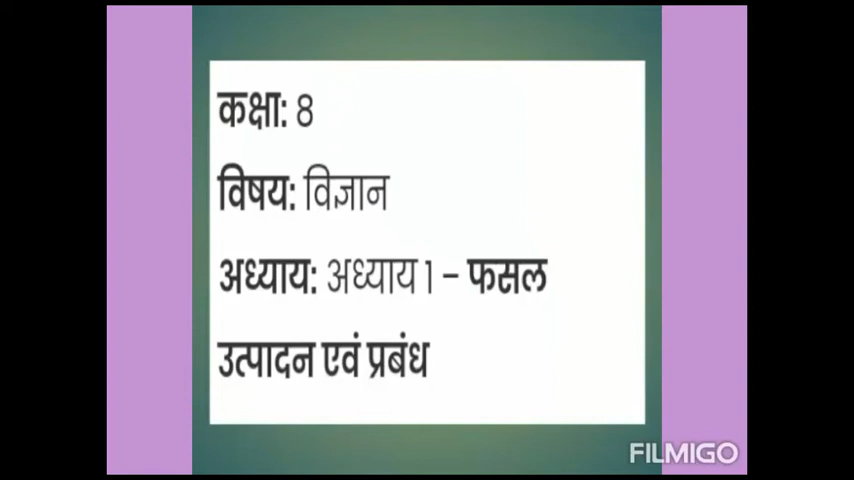 कक्षा: 8
विषय: विज्ञान
अध्याय: अध्याय 1 - फसल
उत्पादन एवं प्रबंध
FILMIGO